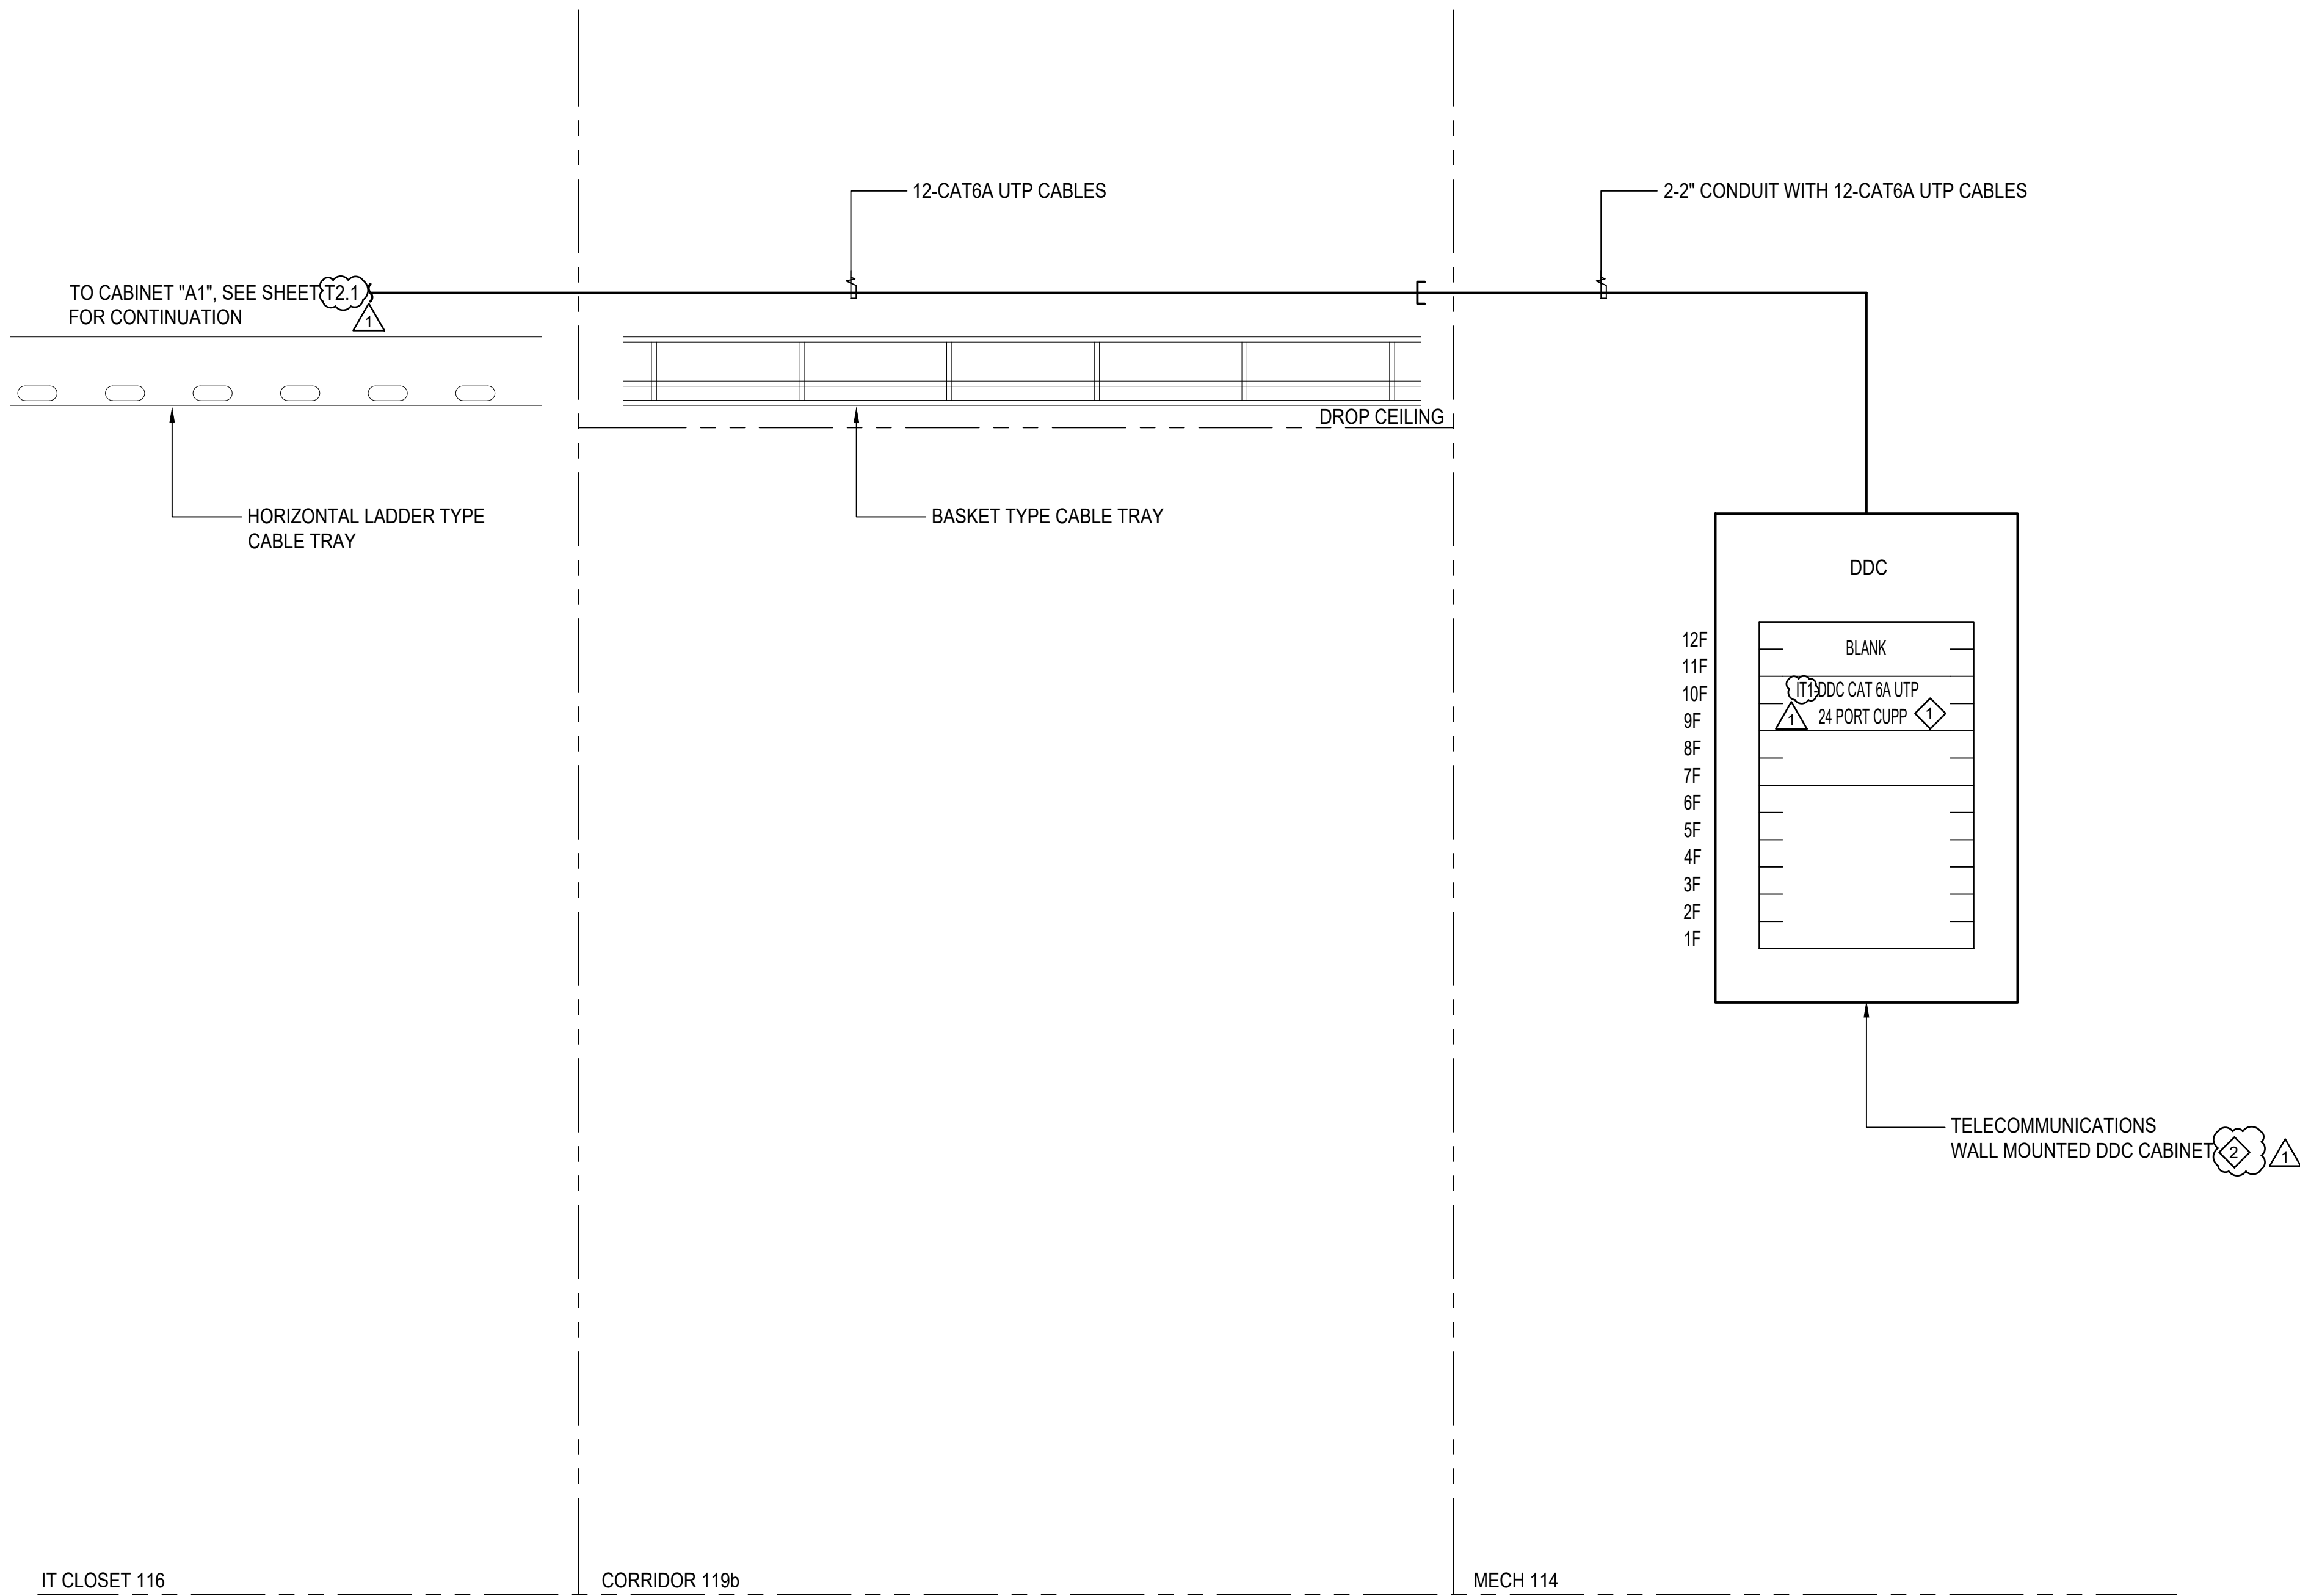 12-CAT6A UTP CABLES
2-2" CONDUIT WITH 12-CAT6A UTP CABLES
TO CABINET "A1", SEE SHEET T2.1
FOR CONTINUATION
1
DROP CEILING
HORIZONTAL LADDER TYPE
CABLE TRAY
BASKET TYPE CABLE TRAY
DDC
12F
BLANK
11F
10F
IT1-DDC CAT 6A UTP
9F
1
24 PORT CUPP
1
8F
7F
6F
5F
4F
3F
2F
1F
TELECOMMUNICATIONS
WALL MOUNTED DDC CABINET
2
1
IT CLOSET 116
CORRIDOR 119b
MECH 114